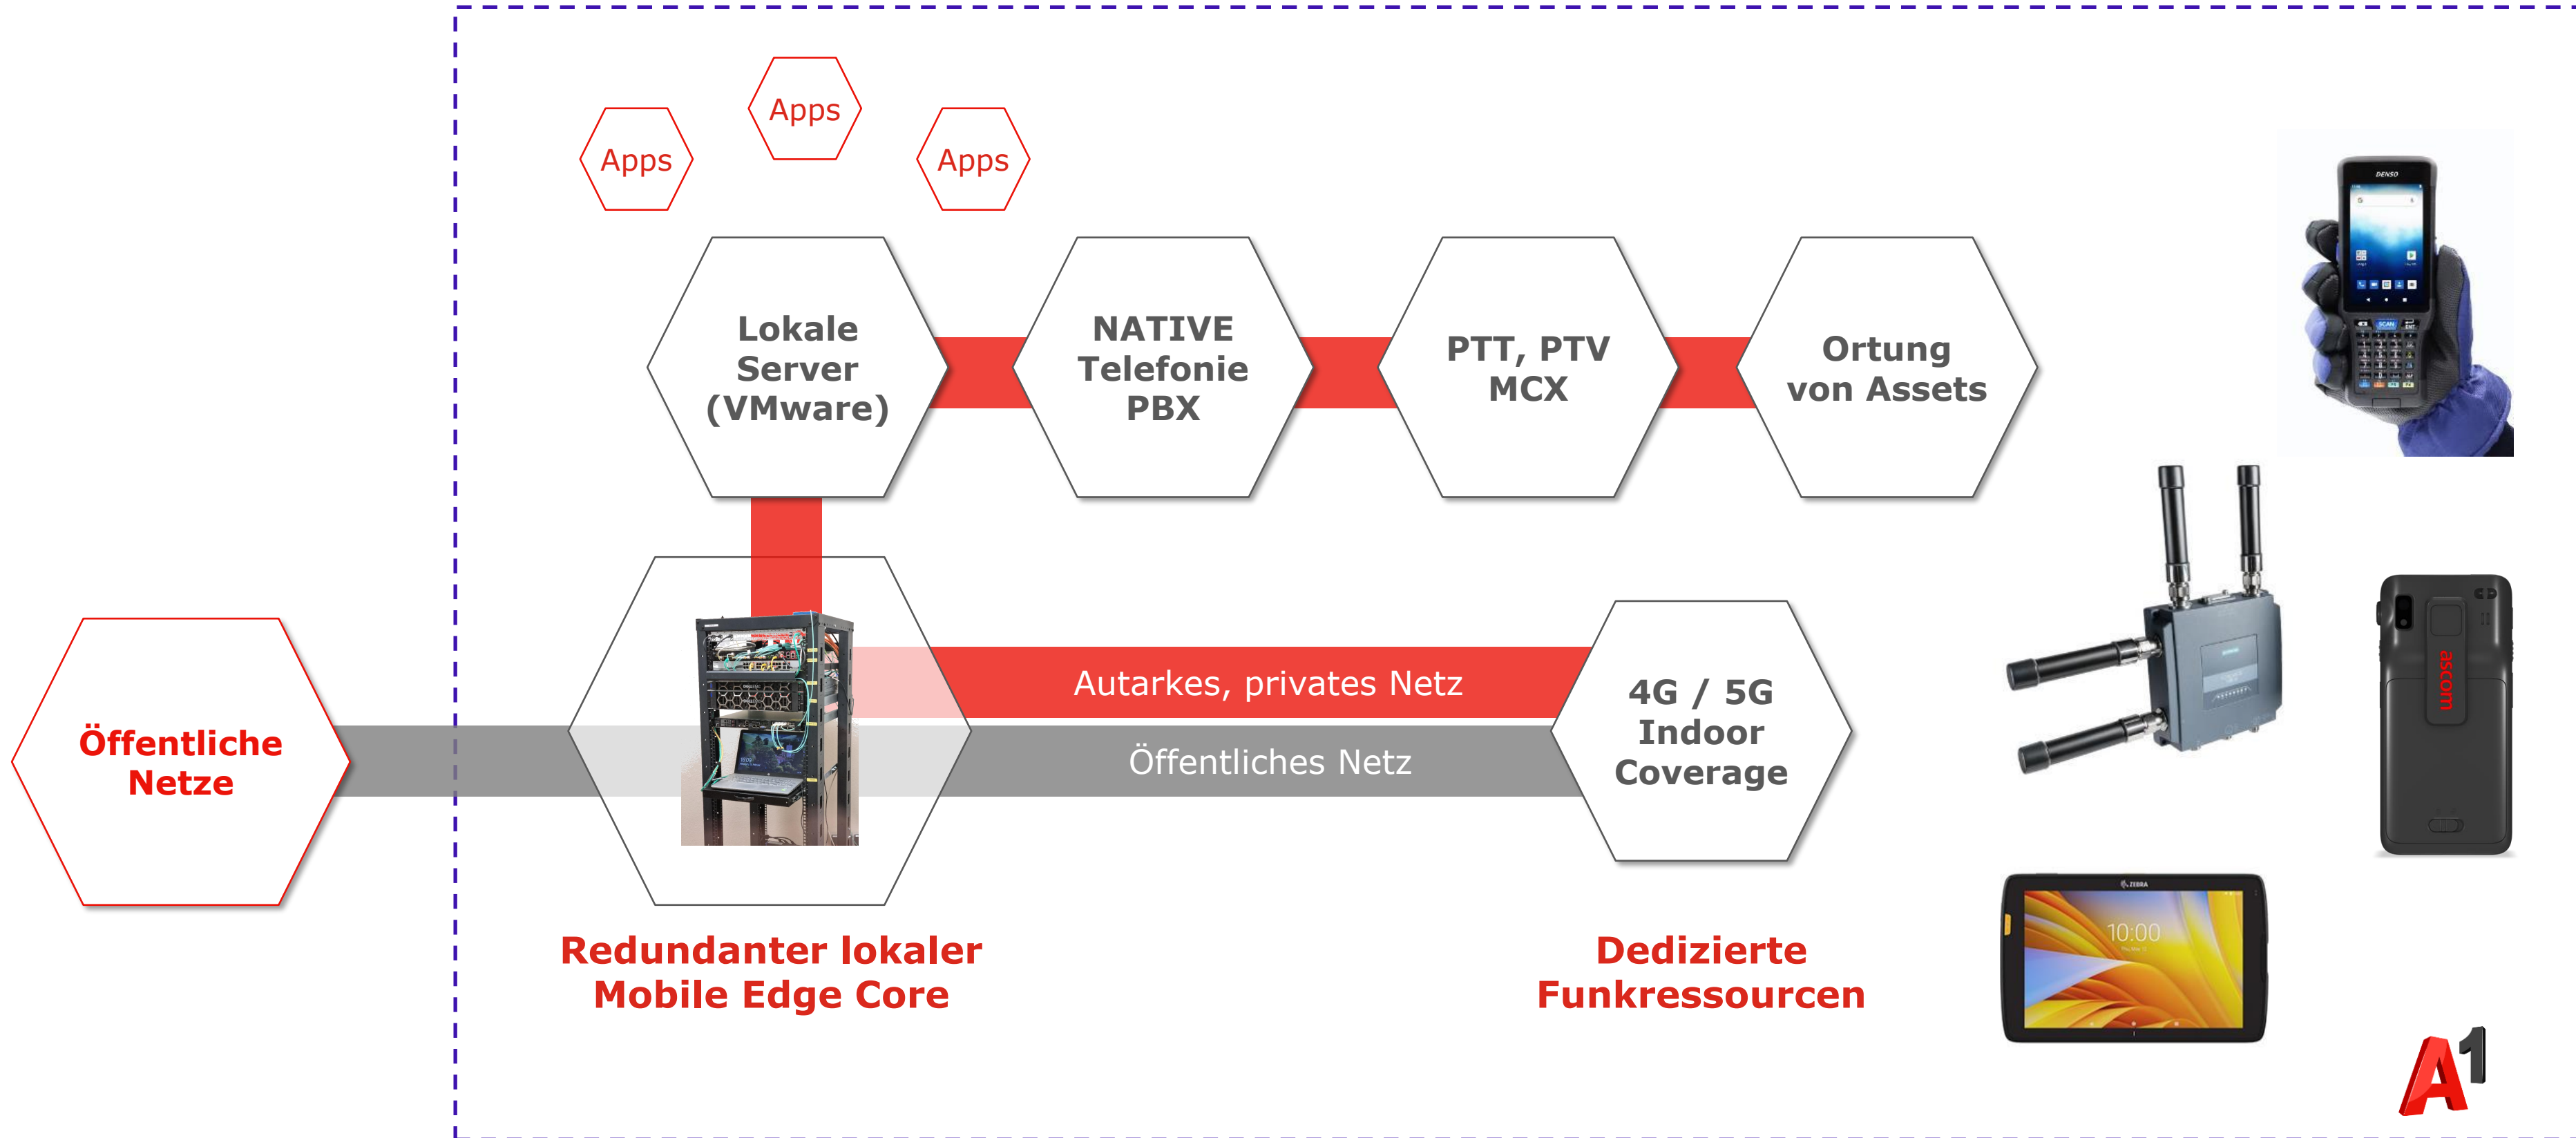 Apps
Apps
Apps
Lokale
Server
(VMware)
NATIVE
Telefonie
PBX
PTT, PTV
MCX
Ortung
von Assets
DENSO
SCAN
ENT
Öffentliche
Netze
Autarkes, privates Netz
Öffentliches Netz
4G / 5G
Indoor
Coverage
ascom
Redundanter lokaler
Mobile Edge Core
Dedizierte
Funkressourcen
ZEBRA
10:00
A1